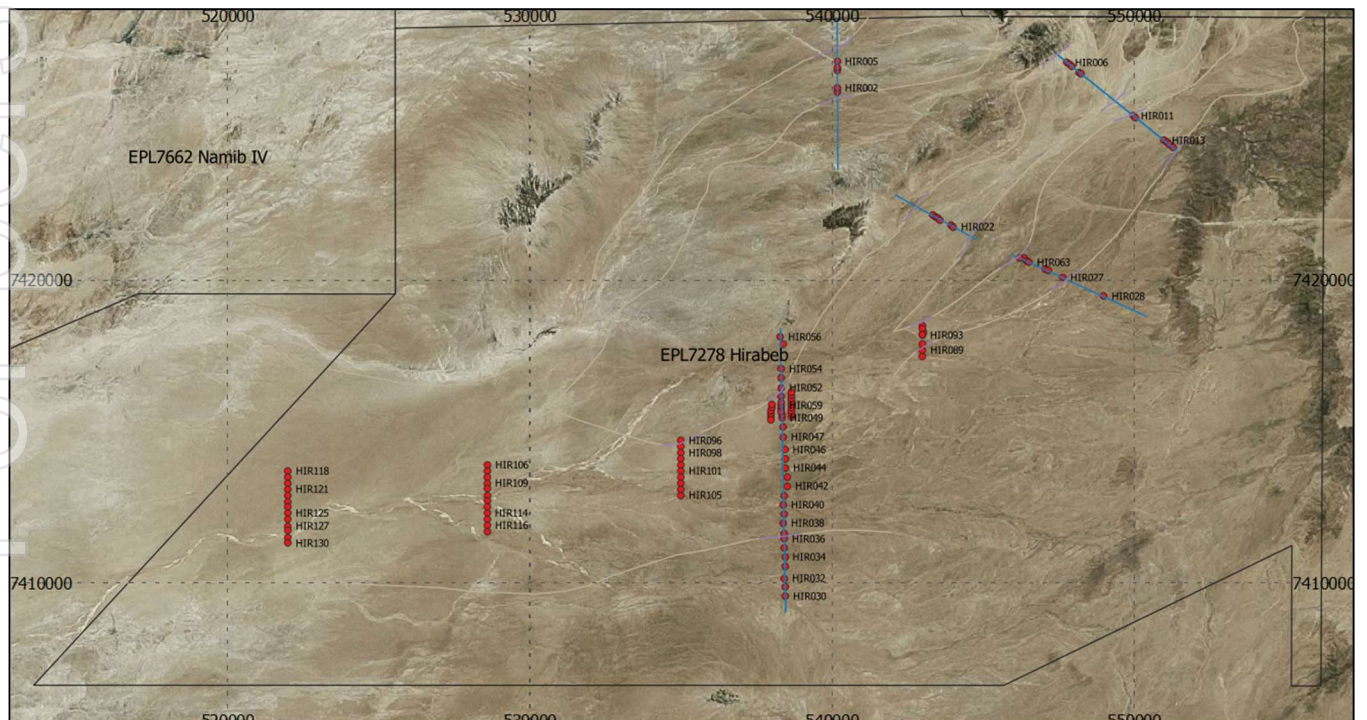 520000 530000 540000 550000
HIR005
HIR006
HIR002
HIR011
HIR013
EPL7662 Namib IV
HIR022
HIR063
7420000 7420000
HIR027
HIR028
HIR056
HIR093
EPL7278 Hirabeb
HIR089
HIR054
HIR052
HIR059
HIR049
HIR047
HIR096
HIR046
HIR098
HIR106
HIR044
HIR118
HIR101
HIR109
HIR042
HIR121
HIR105
HIR040
HIR125
HIR114
HIR038
HIR127
HIR116
HIR036
HIR130
HIR034
HIR032
7410000 7410000
HIR030
520000 530000 540000 550000